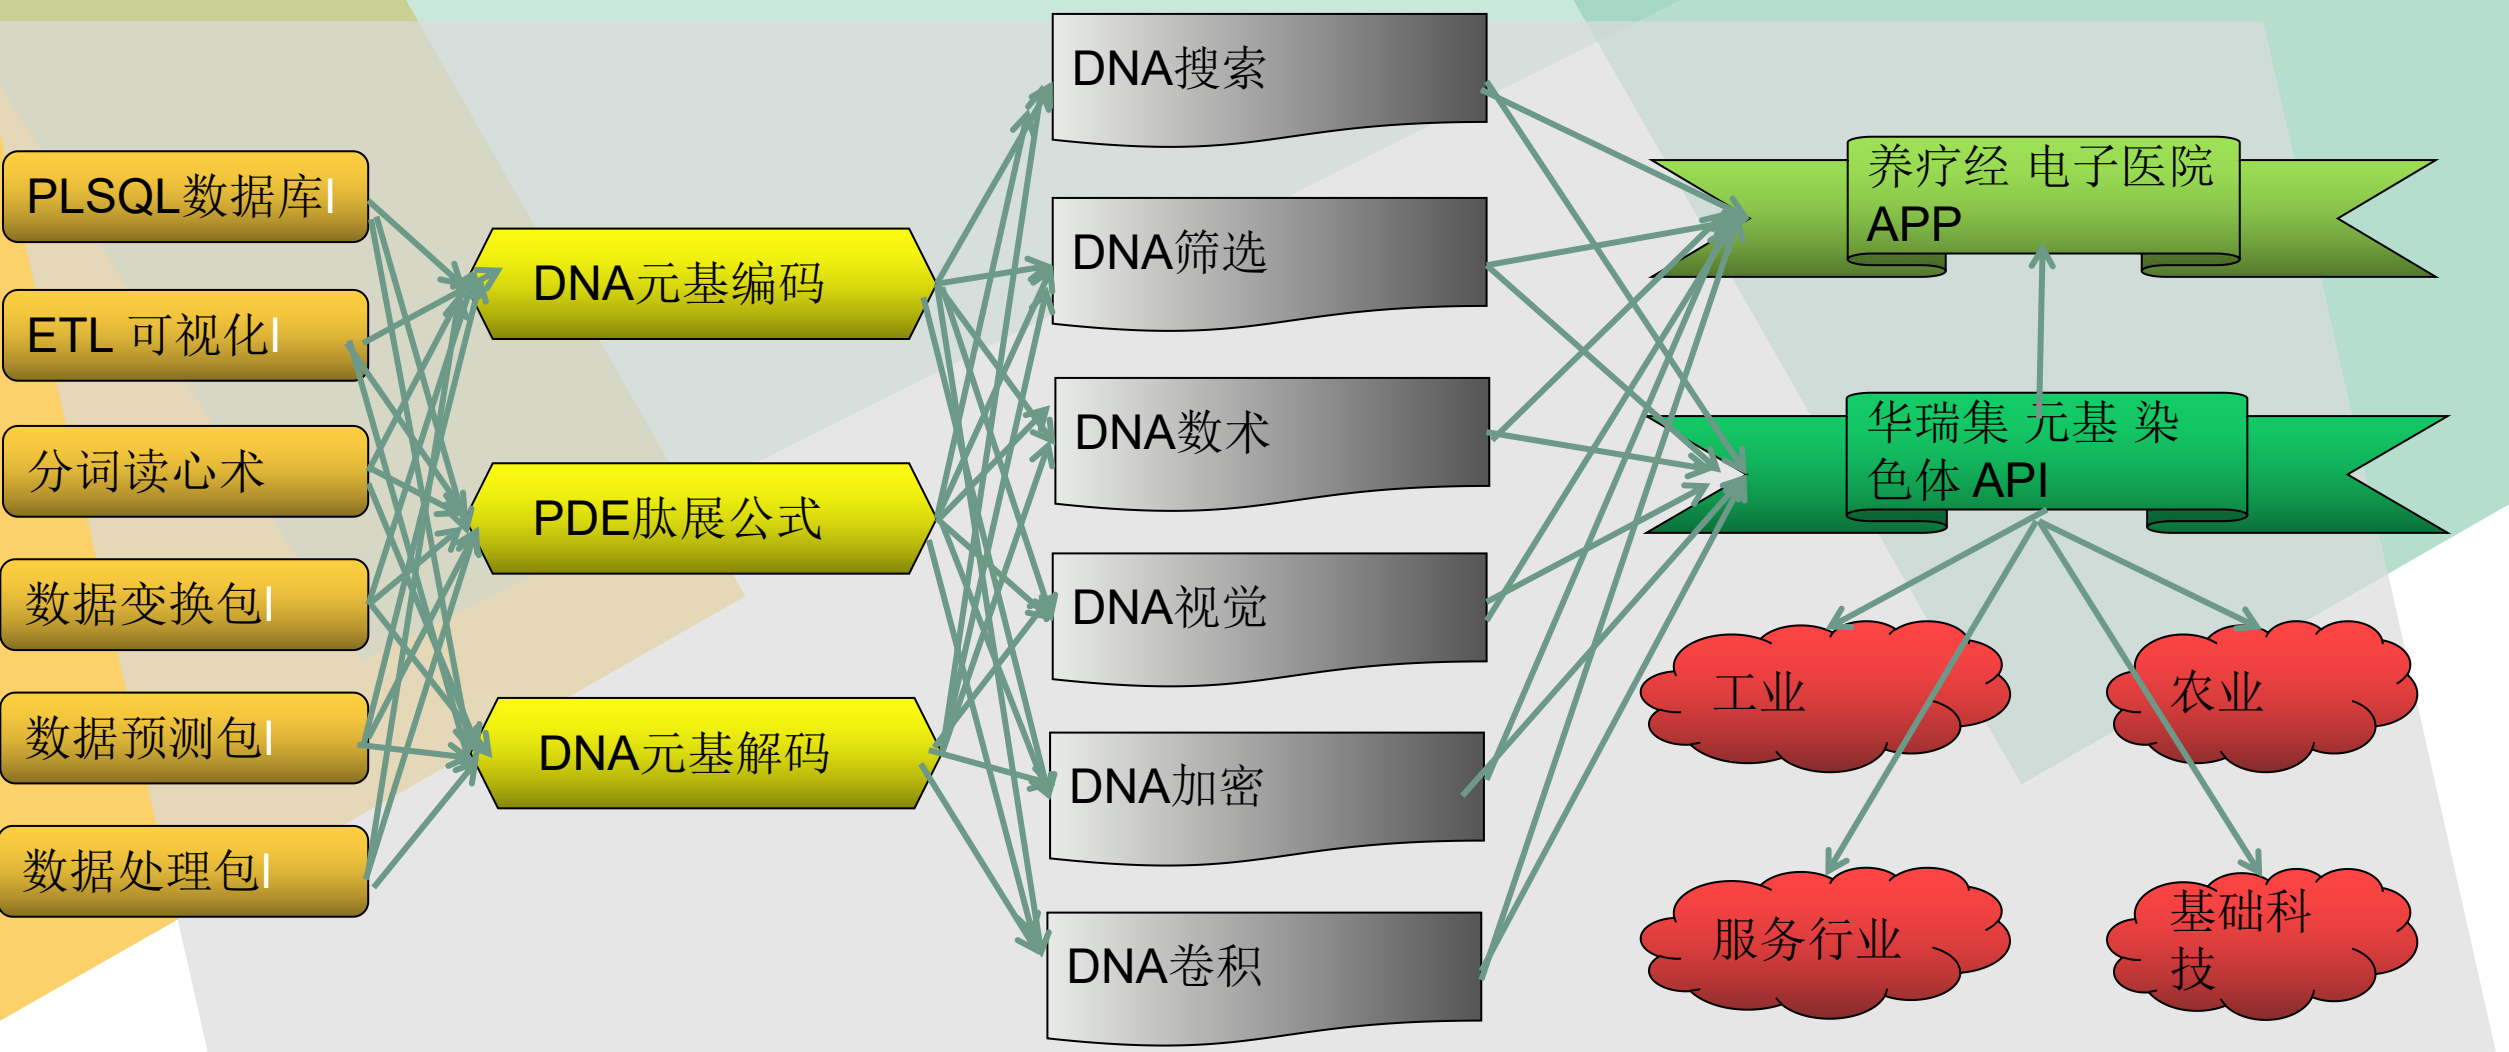 PLSQL数据库
ETL 可视化
分词读心术
数据变换包
数据预测包
数据处理包
DNA元基编码
PDE肽展公式
DNA元基解码
DNA搜索
DNA筛选
DNA数术
DNA视觉
DNA加密
DNA卷积
养疗经 电子医院
APP
华瑞集 元基 染
色体 API
工业
农业
服务行业
基础科
技